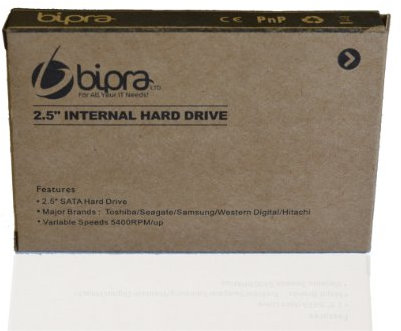 bipra
CE PnP
bipra LTD
For All Your IT Needs!
2.5" INTERNAL HARD DRIVE
Features
• 2.5" SATA Hard Drive
• Major Brands : Toshiba/Seagate/Samsung/Western Digital/Hitachi
• Variable Speeds 5400RPM/up